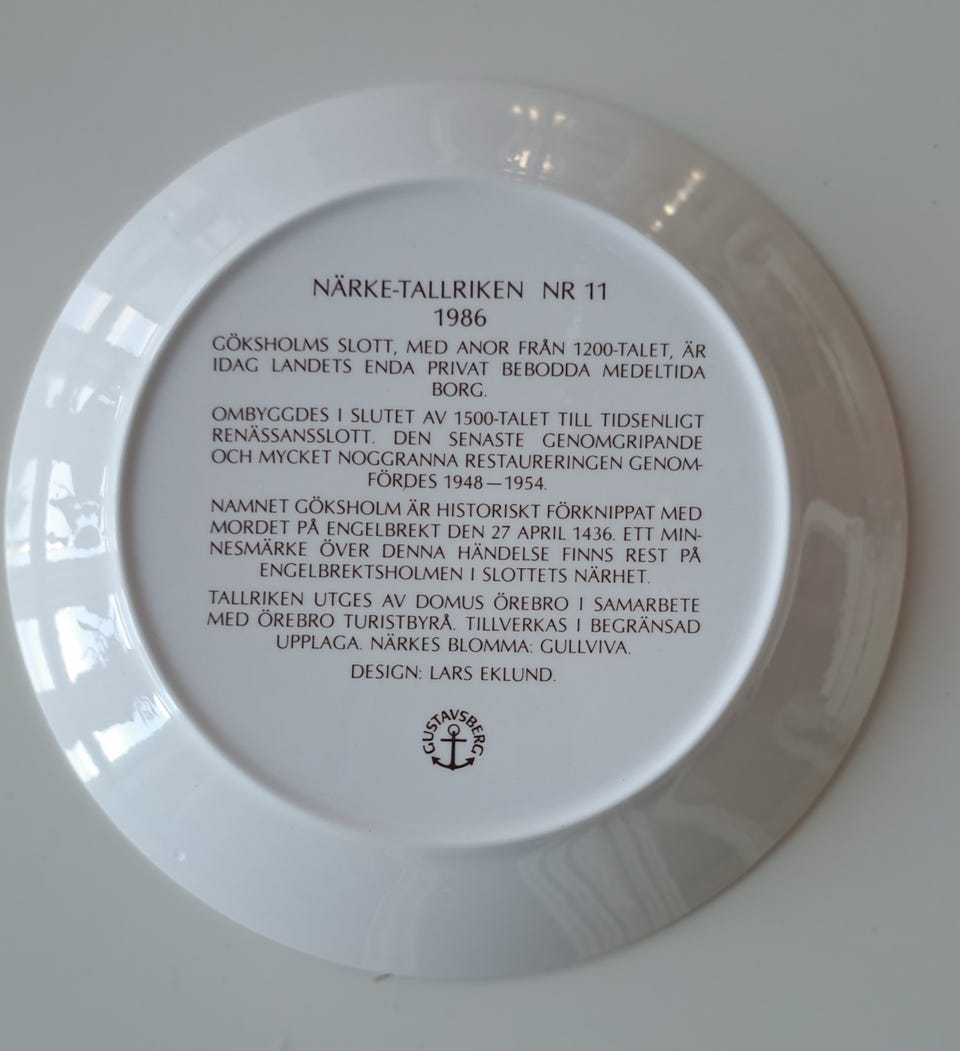 NÄRKE-TALLRIKEN NR 11
1986
GÖKSHOLMS SLOTT, MED ANOR FRÅN 1200-TALET, ÄR
IDAG LANDETS ENDA PRIVAT BEBODDA MEDELTIDA
BORG.
OMBYGGDES I SLUTET AV 1500-TALET TILL TIDSENLIGT
RENÄSSANSSLOTT. DEN SENASTE GENOMGRIPANDE
OCH MYCKET NOGGRANNA RESTAURERINGEN GENOM-
FÖRDES 1948—1954.
NAMNET GÖKSHOLM ÄR HISTORISKT FÖRKNIPPAT MED
MORDET PÅ ENGELBREKT DEN 27 APRIL 1436. ETT MIN-
NESMÄRKE ÖVER DENNA HÄNDELSE FINNS REST PÅ
ENGELBREKTSHOLMEN I SLOTTETS NÄRHET.
TALLRIKEN UTGES AV DOMUS ÖREBRO I SAMARBETE
MED ÖREBRO TURISTBYRÅ. TILLVERKAS I BEGRÄNSAD
UPPLAGA. NÄRKES BLOMMA: GULLVIVA.
DESIGN: LARS EKLUND.
GUSTAVSBERG